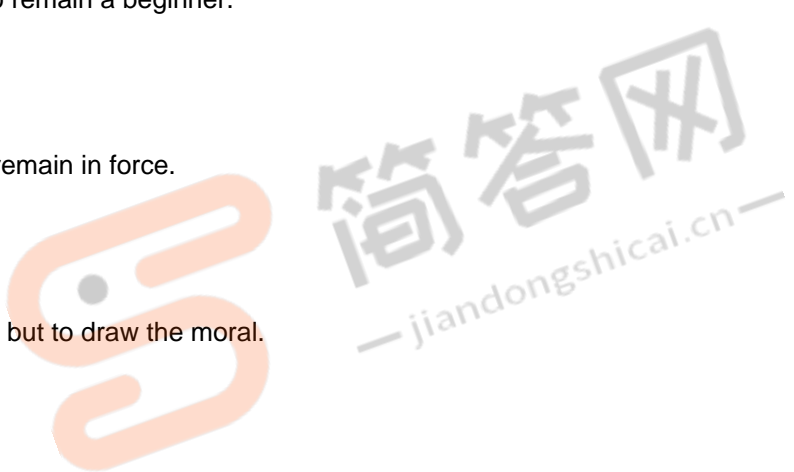 remain a beginner.
简答网
remain in force.
jiandongshicai.cn
but to draw the moral.